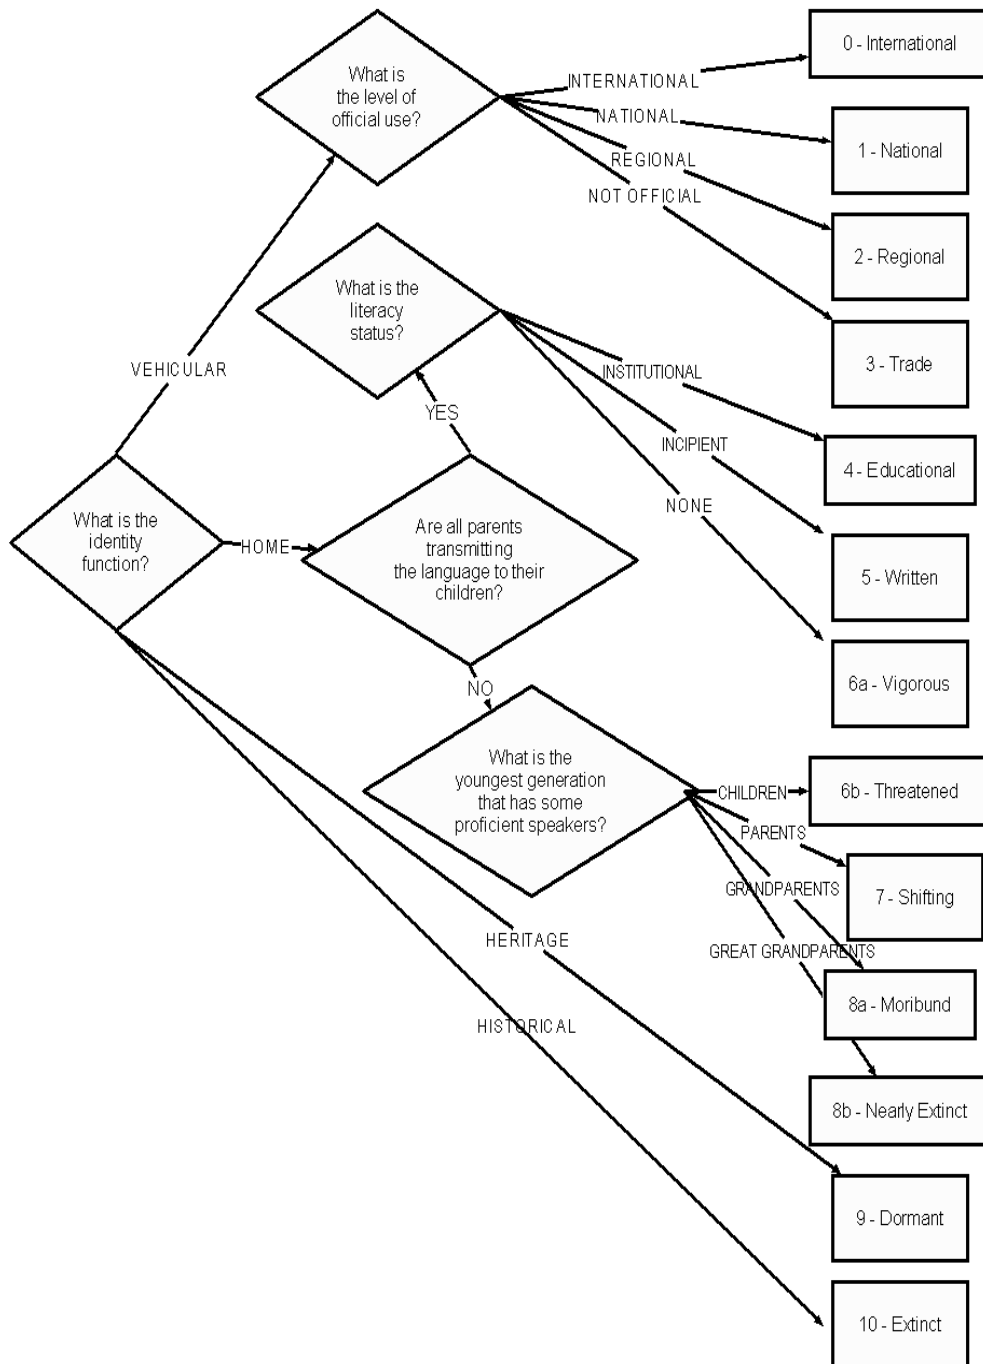 What is
the level of
official use?
INTERNATIONAL
NATIONAL
REGIONAL
NOT OFFICIAL
0 - International
1 - National
2 - Regional
3 - Trade
What is the
literacy
status?
INSTITUTIONAL
INCIPIENT
NONE
4 - Educational
5 - Written
6a - Vigorous
VEHICULAR
YES
What is the
identity
function?
HOME
Are all parents
transmitting
the language to their
children?
NO
What is the
youngest generation
that has some
proficient speakers?
CHILDREN
PARENTS
GRANDPARENTS
GREAT GRANDPARENTS
6b - Threatened
7 - Shifting
8a - Moribund
8b - Nearly Extinct
HERITAGE
HISTORICAL
9 - Dormant
10 - Extinct